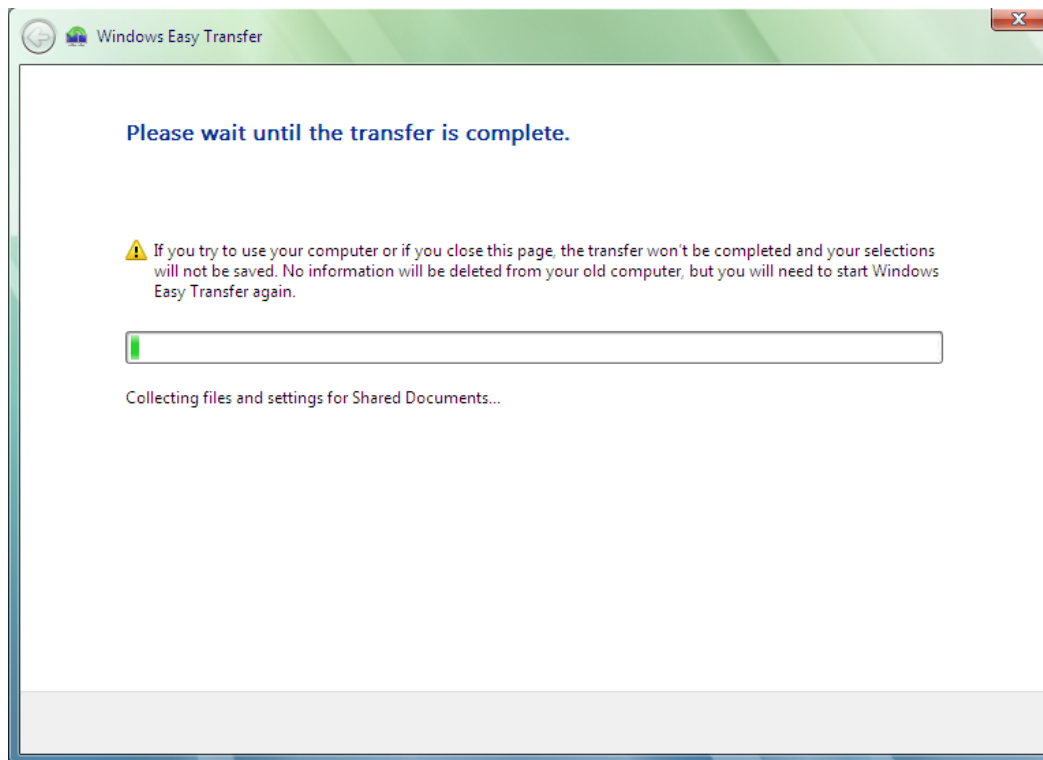 Windows Easy Transfer
Please wait until the transfer is complete.
If you try to use your computer or if you close this page, the transfer won't be completed and your selections
will not be saved. No information will be deleted from your old computer, but you will need to start Windows
Easy Transfer again.
Collecting files and settings for Shared Documents...